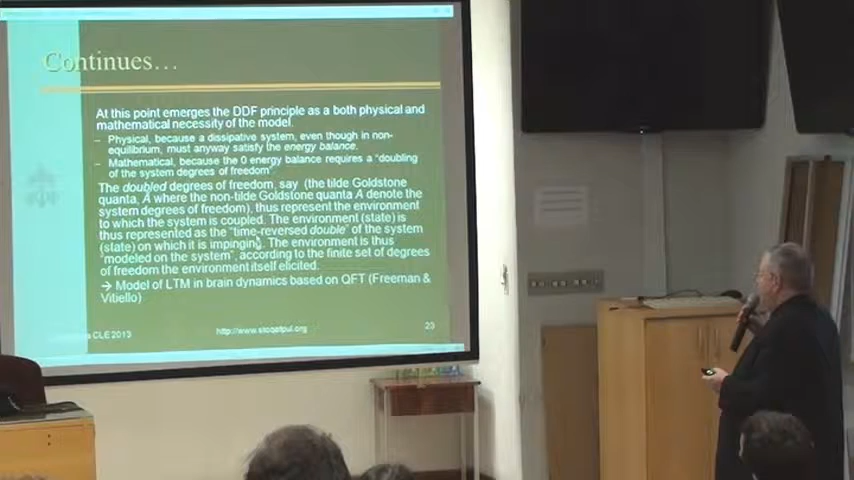 Continues…
At this point emerges the DDF principle as a both physical and
mathematical necessity of the model.
– Physical, because a dissipative system, even though in non-
equilibrium, must anyway satisfy the energy balance.
– Mathematical, because the 0 energy balance requires a "doubling
of the system degrees of freedom"
The doubled degrees of freedom, say (the tilde Goldstone
quanta, Ã where the non-tilde Goldstone quanta A denote the
system degrees of freedom), thus represent the environment
to which the system is coupled. The environment (state) is
thus represented as the "time-reversed double" of the system
(state) on which it is impinging. The environment is thus
"modeled on the system", according to the finite set of degrees
of freedom the environment itself elicited.
→ Model of LTM in brain dynamics based on QFT (Freeman &
Vitiello)
CLE 2013 http://www.stoqatpul.org 23